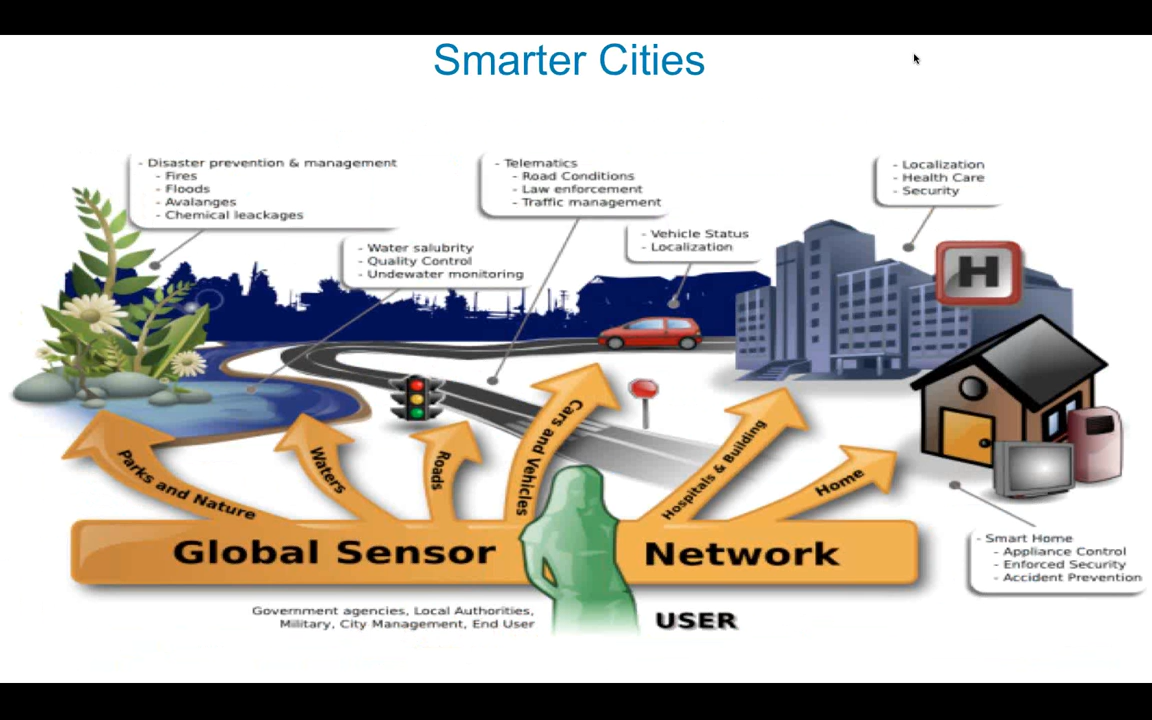 Smarter Cities
- Disaster prevention & management
- Fires
- Floods
- Avalanges
- Chemical leackages
- Water salubrity
- Quality Control
- Undewater monitoring
- Telematics
- Road Conditions
- Law enforcement
- Traffic management
- Vehicle Status
- Localization
- Localization
- Health Care
- Security
H
Parks and Nature
Waters
Roads
Cars and Vehicles
Hospitals & Building
Home
Global Sensor Network
- Smart Home
- Appliance Control
- Enforced Security
- Accident Prevention
Government agencies, Local Authorities,
Military, City Management, End User
USER